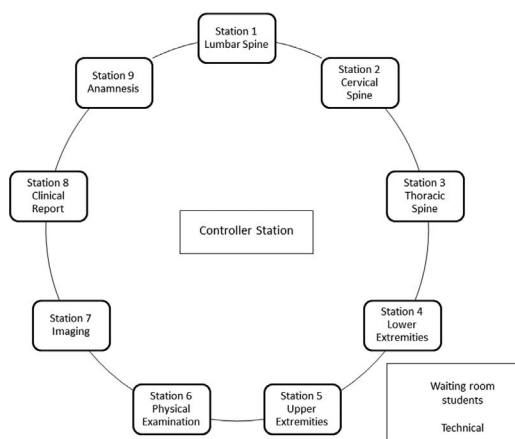 Station 1
Lumbar Spine
Station 2
Cervical
Spine
Station 3
Thoracic
Spine
Station 4
Lower
Extremities
Station 5
Upper
Extremities
Station 6
Physical
Examination
Station 7
Imaging
Station 8
Clinical
Report
Station 9
Anamnesis
Controller Station
Waiting room
students
Technical